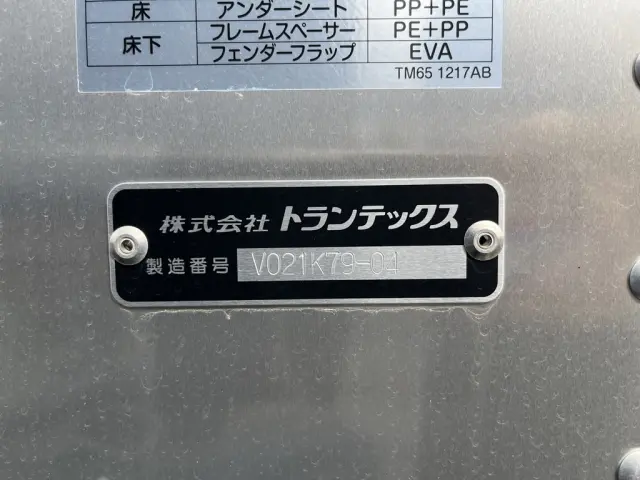 床 アンダーシート PP+PE
床下 フレームスペーサー PE+PP
フェンダーフラップ EVA
TM65 1217AB
株式会社 トランテックス
製造番号 V021K79-04